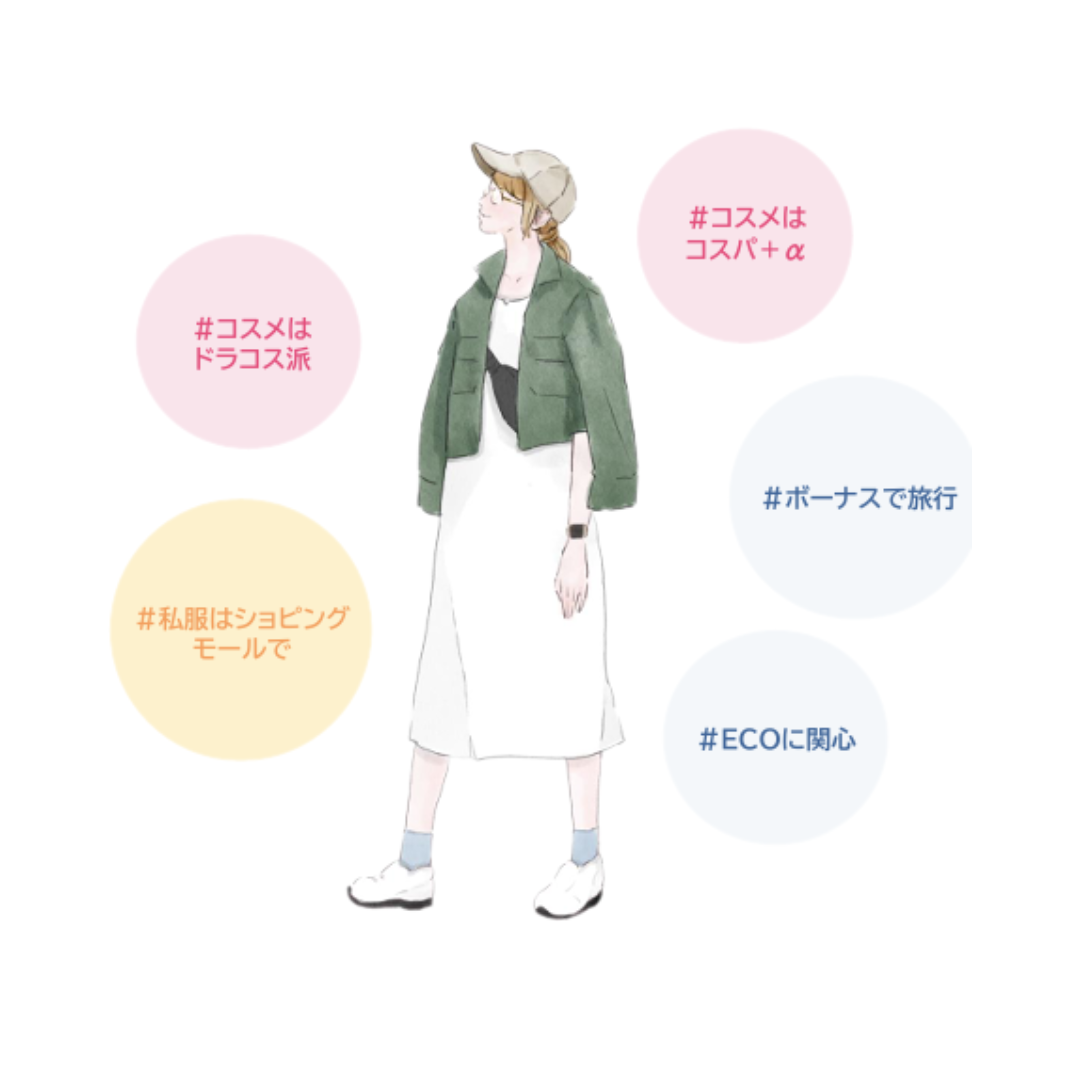 #コスメは
コスパ+α
#コスメは
ドラコス派
#ボーナスで旅行
#私服はショピング
モールで
#ECOに関心